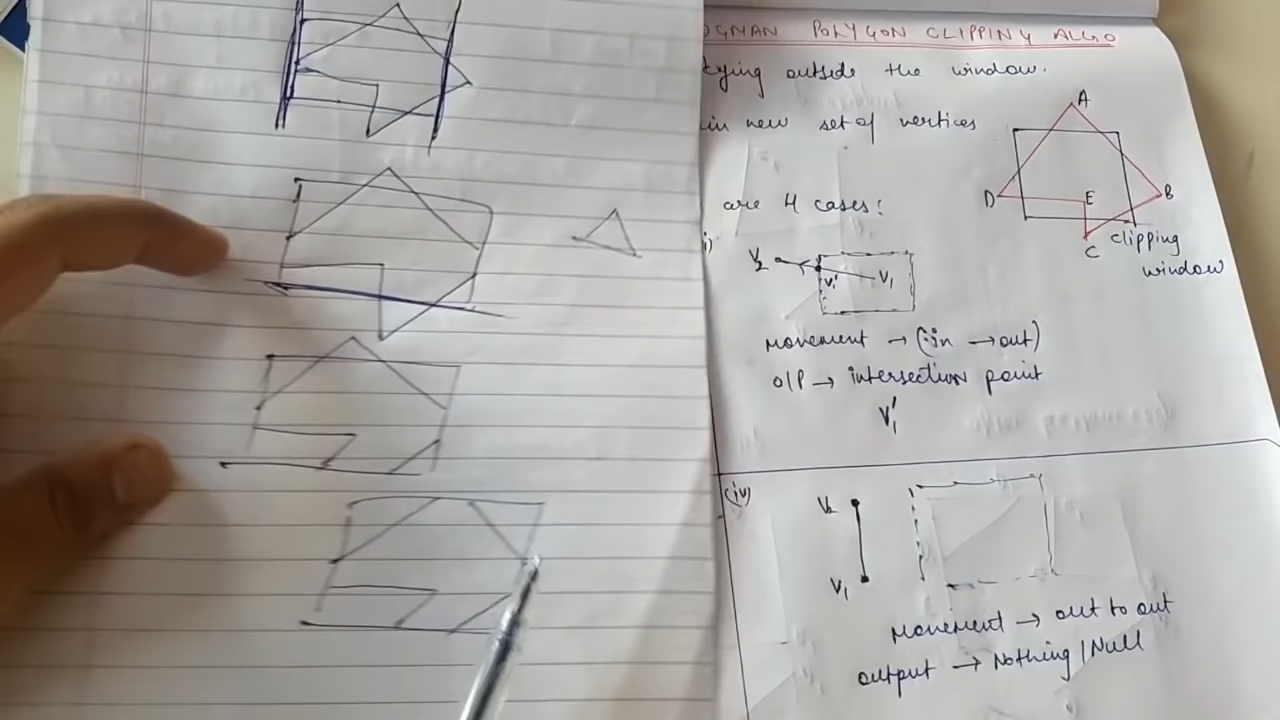 POLYGON CLIPPING ALGO
lying outside the window.
in new set of vertices
are 4 cases:
A
D
E
B
C
clipping
window
V2
V1'
V1
Movement → (in → out)
O/P → intersection point
V1'
(iv)
V2
V1
Movement → out to out
output → Nothing | Null